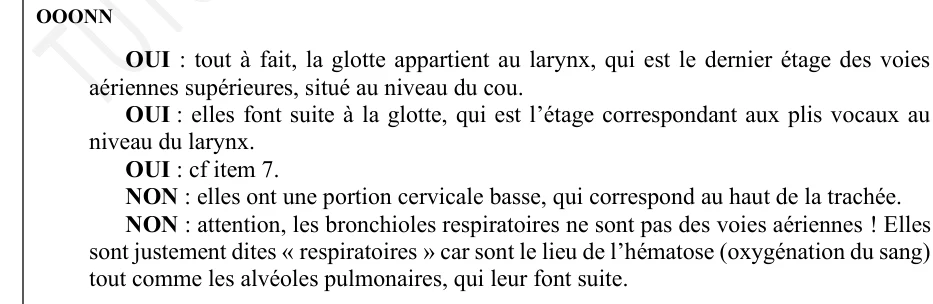 OOONN
OUI : tout à fait, la glotte appartient au larynx, qui est le dernier étage des voies
aériennes supérieures, situé au niveau du cou.
OUI : elles font suite à la glotte, qui est l’étage correspondant aux plis vocaux au
niveau du larynx.
OUI : cf item 7.
NON : elles ont une portion cervicale basse, qui correspond au haut de la trachée.
NON : attention, les bronchioles respiratoires ne sont pas des voies aériennes ! Elles
sont justement dites « respiratoires » car sont le lieu de l’hématose (oxygénation du sang)
tout comme les alvéoles pulmonaires, qui leur font suite.